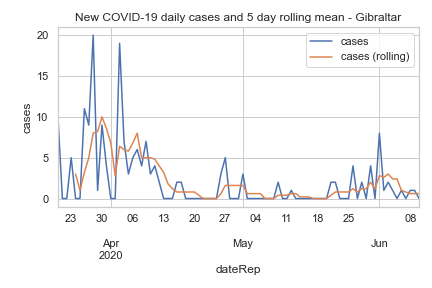 New COVID-19 daily cases and 5 day rolling mean - Gibraltar
cases
cases (rolling)
cases
20
15
10
5
0
23 30 06 13 20 27 04 11 18 25 08
Apr May Jun
2020
dateRep